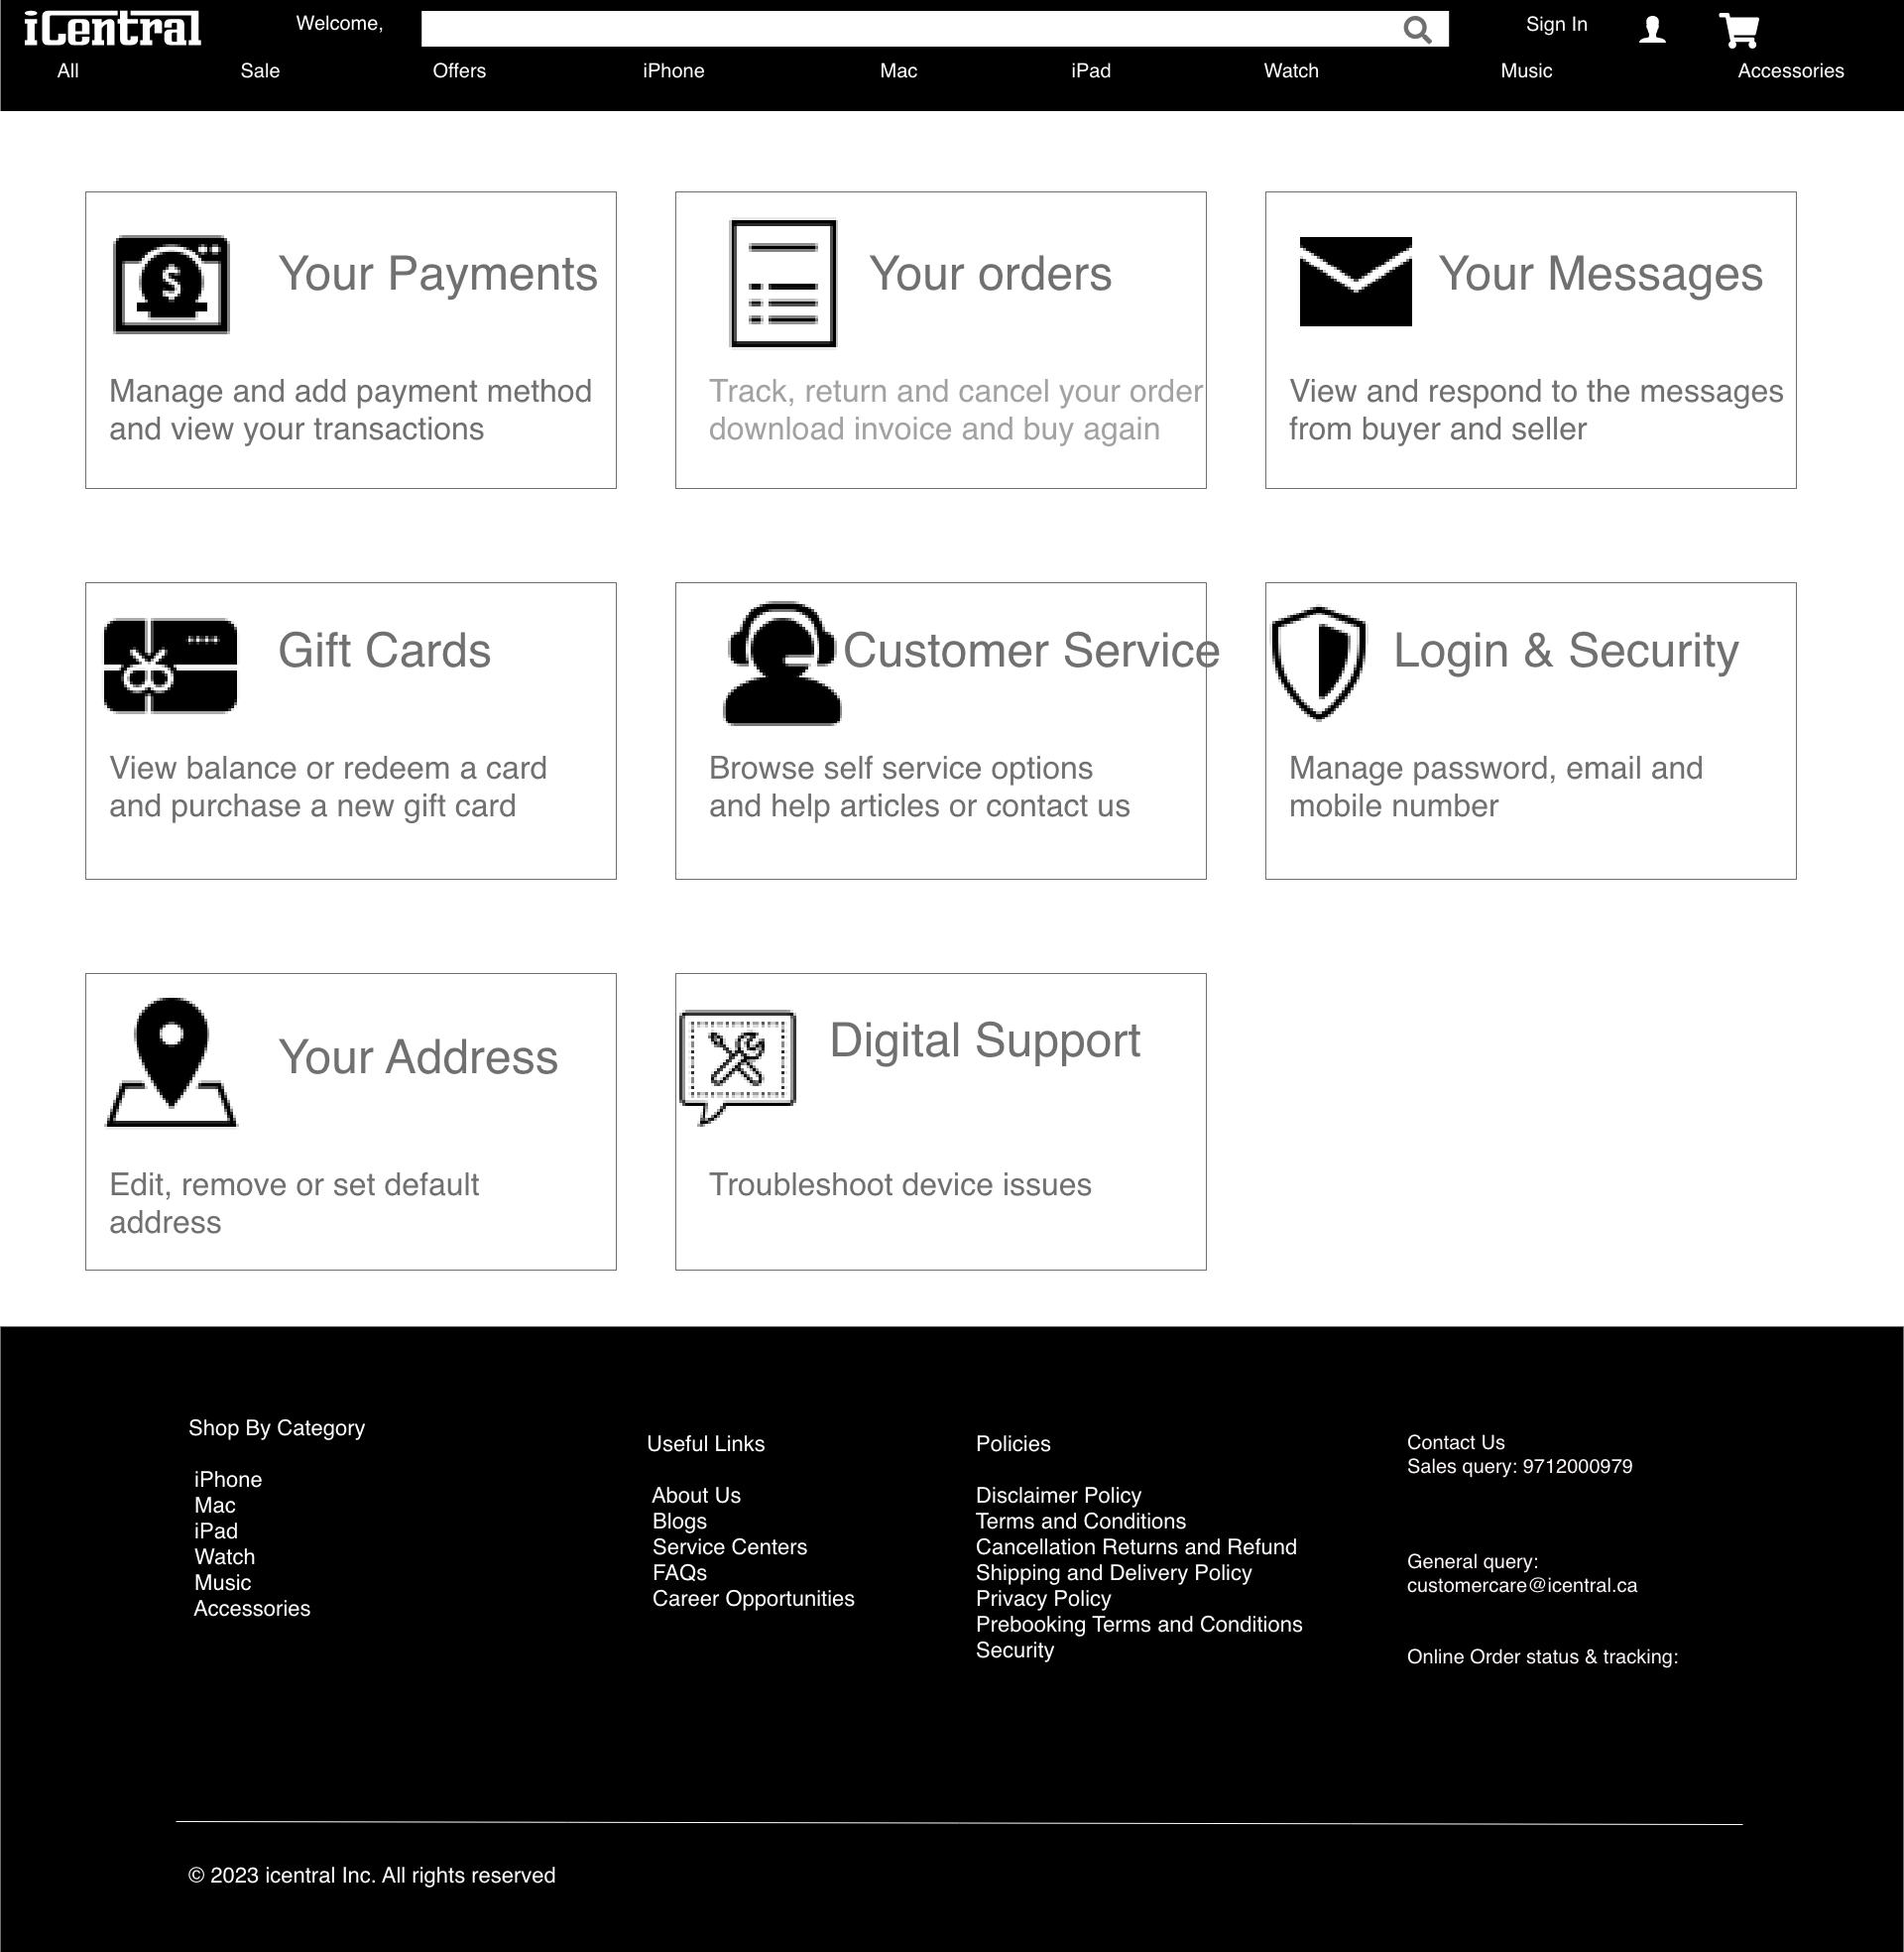 iCentral
Welcome,
Sign In
All
Sale
Offers
iPhone
Mac
iPad
Watch
Music
Accessories
$
Your Payments
Manage and add payment method
and view your transactions
Your orders
Track, return and cancel your order
download invoice and buy again
Your Messages
View and respond to the messages
from buyer and seller
Gift Cards
View balance or redeem a card
and purchase a new gift card
Customer Service
Browse self service options
and help articles or contact us
Login & Security
Manage password, email and
mobile number
Your Address
Edit, remove or set default
address
Digital Support
Troubleshoot device issues
Shop By Category
iPhone
Mac
iPad
Watch
Music
Accessories
Useful Links
About Us
Blogs
Service Centers
FAQs
Career Opportunities
Policies
Disclaimer Policy
Terms and Conditions
Cancellation Returns and Refund
Shipping and Delivery Policy
Privacy Policy
Prebooking Terms and Conditions
Security
Contact Us
Sales query: 9712000979
General query:
customercare@icentral.ca
Online Order status & tracking:
© 2023 icentral Inc. All rights reserved